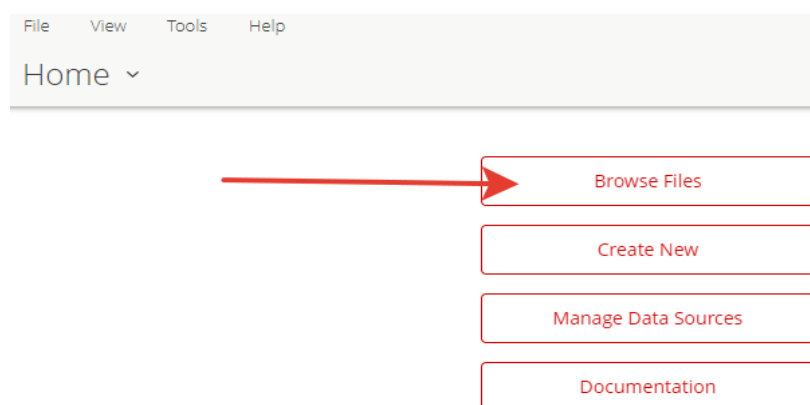 File View Tools Help
Home
Browse Files
Create New
Manage Data Sources
Documentation